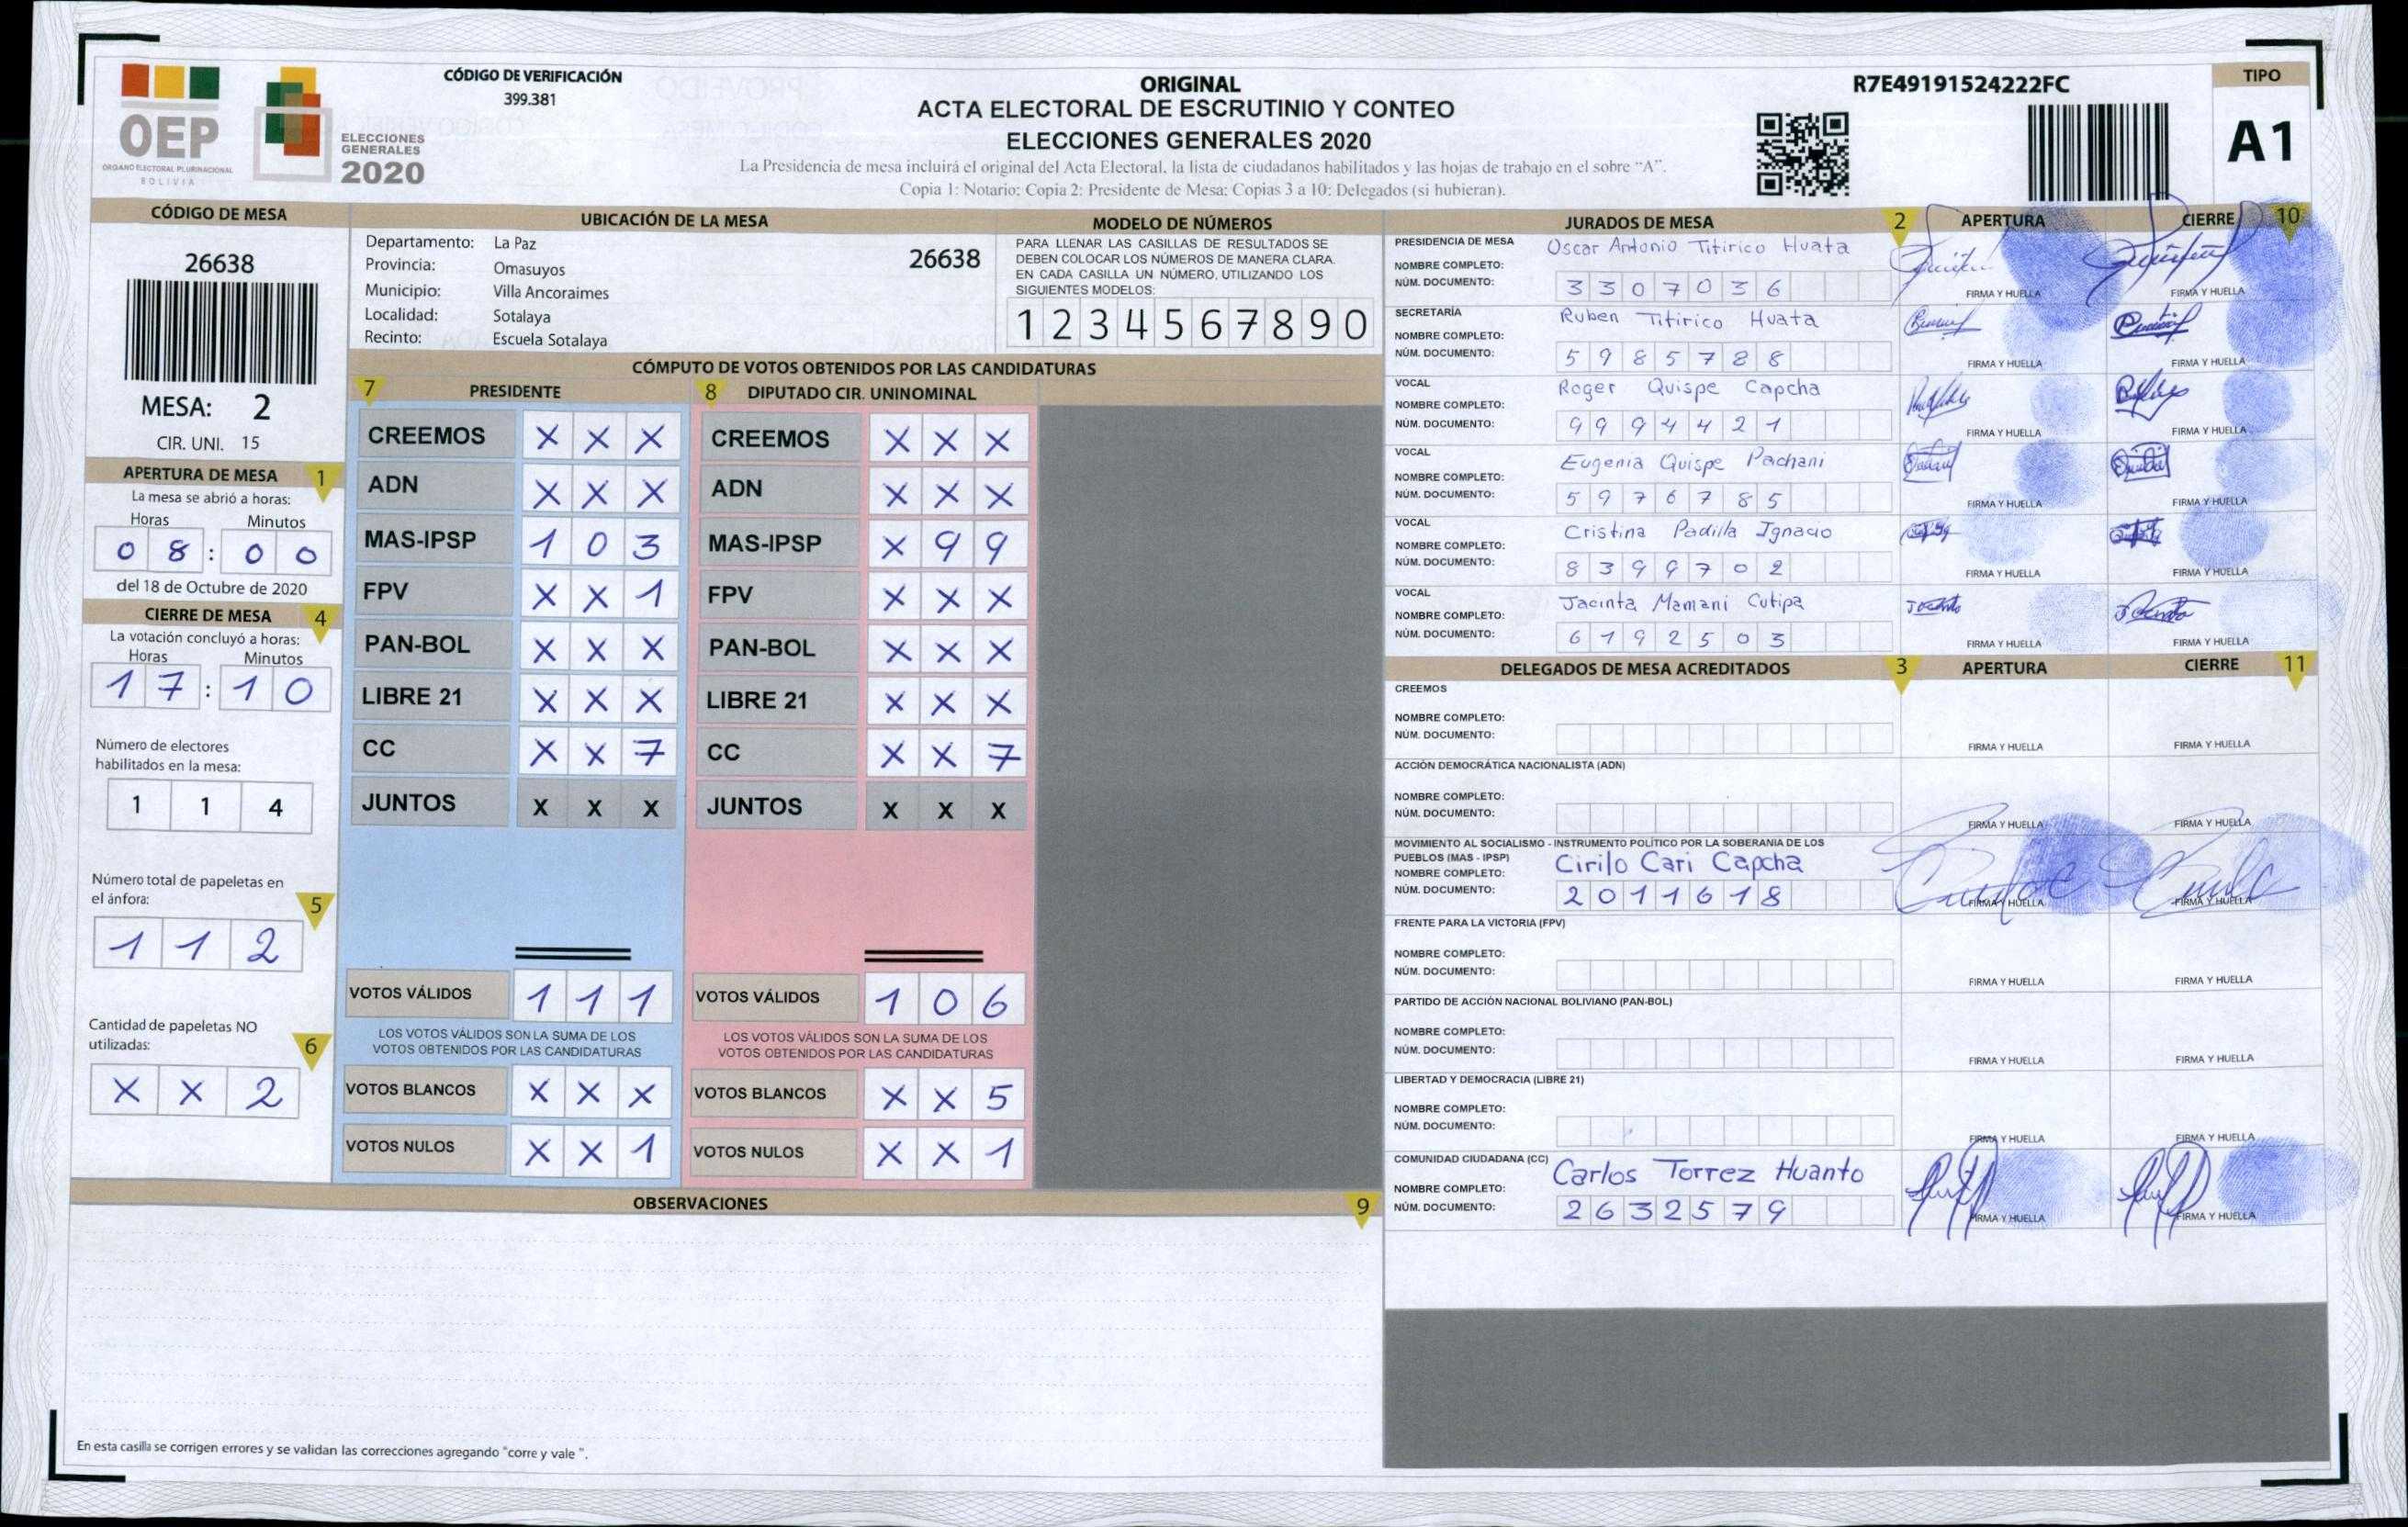 OEP
ORGANO ELECTORAL PLURINACIONAL
BOLIVIA
ELECCIONES
GENERALES
2020
CÓDIGO DE VERIFICACIÓN
399.381
ORIGINAL
ACTA ELECTORAL DE ESCRUTINIO Y CONTEO
ELECCIONES GENERALES 2020
La Presidencia de mesa incluirá el original del Acta Electoral, la lista de ciudadanos habilitados y las hojas de trabajo en el sobre "A".
Copia 1: Notario; Copia 2: Presidente de Mesa; Copias 3 a 10: Delegados (si hubieran).
R7E49191524222FC
TIPO
A1
CÓDIGO DE MESA
26638
MESA: 2
CIR. UNI. 15
APERTURA DE MESA 1
La mesa se abrió a horas:
Horas Minutos
0 8 : 0 0
del 18 de Octubre de 2020
CIERRE DE MESA 4
La votación concluyó a horas:
Horas Minutos
1 7 : 1 0
Número de electores
habilitados en la mesa:
1 1 4
Número total de papeletas en
el ánfora:
5
1 1 2
Cantidad de papeletas NO
utilizadas:
6
X X 2
UBICACIÓN DE LA MESA
Departamento: La Paz
26638
Provincia: Omasuyos
Municipio: Villa Ancoraimes
Localidad: Sotalaya
Recinto: Escuela Sotalaya
MODELO DE NÚMEROS
PARA LLENAR LAS CASILLAS DE RESULTADOS SE
DEBEN COLOCAR LOS NÚMEROS DE MANERA CLARA.
EN CADA CASILLA UN NÚMERO, UTILIZANDO LOS
SIGUIENTES MODELOS:
1 2 3 4 5 6 7 8 9 0
CÓMPUTO DE VOTOS OBTENIDOS POR LAS CANDIDATURAS
7 PRESIDENTE
CREEMOS X X X
ADN X X X
MAS-IPSP 1 0 3
FPV X X 1
PAN-BOL X X X
LIBRE 21 X X X
CC X X 7
JUNTOS X X X
VOTOS VÁLIDOS 1 1 1
LOS VOTOS VÁLIDOS SON LA SUMA DE LOS
VOTOS OBTENIDOS POR LAS CANDIDATURAS
VOTOS BLANCOS X X X
VOTOS NULOS X X 1
8 DIPUTADO CIR. UNINOMINAL
CREEMOS X X X
ADN X X X
MAS-IPSP X 9 9
FPV X X X
PAN-BOL X X X
LIBRE 21 X X X
CC X X 7
JUNTOS X X X
VOTOS VÁLIDOS 1 0 6
LOS VOTOS VÁLIDOS SON LA SUMA DE LOS
VOTOS OBTENIDOS POR LAS CANDIDATURAS
VOTOS BLANCOS X X 5
VOTOS NULOS X X 1
OBSERVACIONES 9
En esta casilla se corrigen errores y se validan las correcciones agregando "corre y vale ".
JURADOS DE MESA 2 APERTURA CIERRE 10
PRESIDENCIA DE MESA
NOMBRE COMPLETO: Oscar Antonio Titirico Huata
NÚM. DOCUMENTO: 3 3 0 7 0 3 6
FIRMA Y HUELLA FIRMA Y HUELLA
SECRETARÍA
NOMBRE COMPLETO: Ruben Titirico Huata
NÚM. DOCUMENTO: 5 9 8 5 7 8 8
FIRMA Y HUELLA FIRMA Y HUELLA
VOCAL
NOMBRE COMPLETO: Roger Quispe Capcha
NÚM. DOCUMENTO: 9 9 9 4 4 2 1
FIRMA Y HUELLA FIRMA Y HUELLA
VOCAL
NOMBRE COMPLETO: Eugenia Quispe Pachani
NÚM. DOCUMENTO: 5 9 7 6 7 8 5
FIRMA Y HUELLA FIRMA Y HUELLA
VOCAL
NOMBRE COMPLETO: Cristina Padilla Ignacio
NÚM. DOCUMENTO: 8 3 9 9 7 0 2
FIRMA Y HUELLA FIRMA Y HUELLA
VOCAL
NOMBRE COMPLETO: Jacinta Mamani Cutipa
NÚM. DOCUMENTO: 6 1 9 2 5 0 3
FIRMA Y HUELLA FIRMA Y HUELLA
DELEGADOS DE MESA ACREDITADOS 3 APERTURA CIERRE 11
CREEMOS
NOMBRE COMPLETO:
NÚM. DOCUMENTO:
FIRMA Y HUELLA FIRMA Y HUELLA
ACCIÓN DEMOCRÁTICA NACIONALISTA (ADN)
NOMBRE COMPLETO:
NÚM. DOCUMENTO:
FIRMA Y HUELLA FIRMA Y HUELLA
MOVIMIENTO AL SOCIALISMO - INSTRUMENTO POLÍTICO POR LA SOBERANIA DE LOS
PUEBLOS (MAS - IPSP)
NOMBRE COMPLETO: Cirilo Cari Capcha
NÚM. DOCUMENTO: 2 0 1 1 6 1 8
FIRMA Y HUELLA FIRMA Y HUELLA
FRENTE PARA LA VICTORIA (FPV)
NOMBRE COMPLETO:
NÚM. DOCUMENTO:
FIRMA Y HUELLA FIRMA Y HUELLA
PARTIDO DE ACCIÓN NACIONAL BOLIVIANO (PAN-BOL)
NOMBRE COMPLETO:
NÚM. DOCUMENTO:
FIRMA Y HUELLA FIRMA Y HUELLA
LIBERTAD Y DEMOCRACIA (LIBRE 21)
NOMBRE COMPLETO:
NÚM. DOCUMENTO:
FIRMA Y HUELLA FIRMA Y HUELLA
COMUNIDAD CIUDADANA (CC)
NOMBRE COMPLETO: Carlos Torrez Huanto
NÚM. DOCUMENTO: 2 6 3 2 5 7 9
FIRMA Y HUELLA FIRMA Y HUELLA